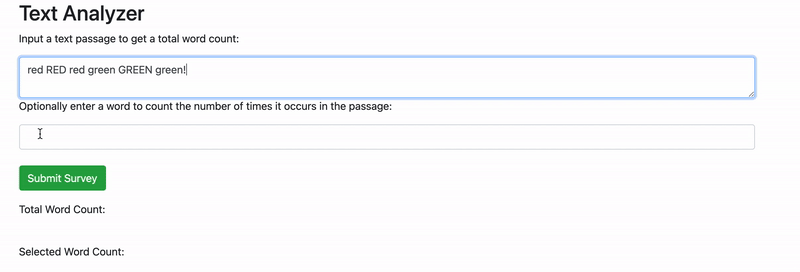 Text Analyzer
Input a text passage to get a total word count:
red RED red green GREEN green!
Optionally enter a word to count the number of times it occurs in the passage:
Submit Survey
Total Word Count:
Selected Word Count: